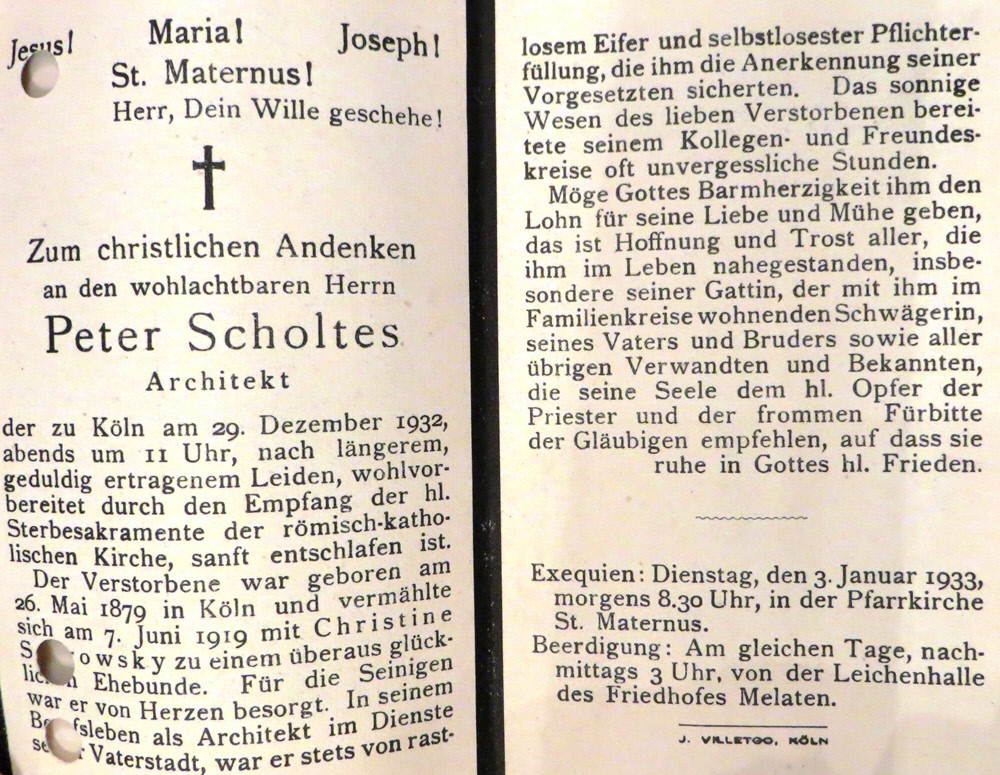 Jesus! Maria! Joseph!
St. Maternus!
Herr, Dein Wille geschehe!
Zum christlichen Andenken
an den wohlachtbaren Herrn
Peter Scholtes
Architekt
der zu Köln am 29. Dezember 1932,
abends um 11 Uhr, nach längerem,
geduldig ertragenem Leiden, wohlvor-
bereitet durch den Empfang der hl.
Sterbesakramente der römisch-katho-
lischen Kirche, sanft entschlafen ist.
Der Verstorbene war geboren am
26. Mai 1879 in Köln und vermählte
sich am 7. Juni 1919 mit Christine
zu einem überaus glück-
lichen Ehebunde. Für die Seinigen
war er von Herzen besorgt. In seinem
Berufsleben als Architekt im Dienste
seiner Vaterstadt, war er stets von rast-
losem Eifer und selbstlosester Pflichter-
füllung, die ihm die Anerkennung seiner
Vorgesetzten sicherten. Das sonnige
Wesen des lieben Verstorbenen berei-
tete seinem Kollegen- und Freundes-
kreise oft unvergessliche Stunden.
Möge Gottes Barmherzigkeit ihm den
Lohn für seine Liebe und Mühe geben,
das ist Hoffnung und Trost aller, die
ihm im Leben nahegestanden, insbe-
sondere seiner Gattin, der mit ihm im
Familienkreise wohnenden Schwägerin,
seines Vaters und Bruders sowie aller
übrigen Verwandten und Bekannten,
die seine Seele dem hl. Opfer der
Priester und der frommen Fürbitte
der Gläubigen empfehlen, auf dass sie
ruhe in Gottes hl. Frieden.
Exequien: Dienstag, den 3. Januar 1933,
morgens 8.30 Uhr, in der Pfarrkirche
St. Maternus.
Beerdigung: Am gleichen Tage, nach-
mittags 3 Uhr, von der Leichenhalle
des Friedhofes Melaten.
J. VILLETGO, KÖLN